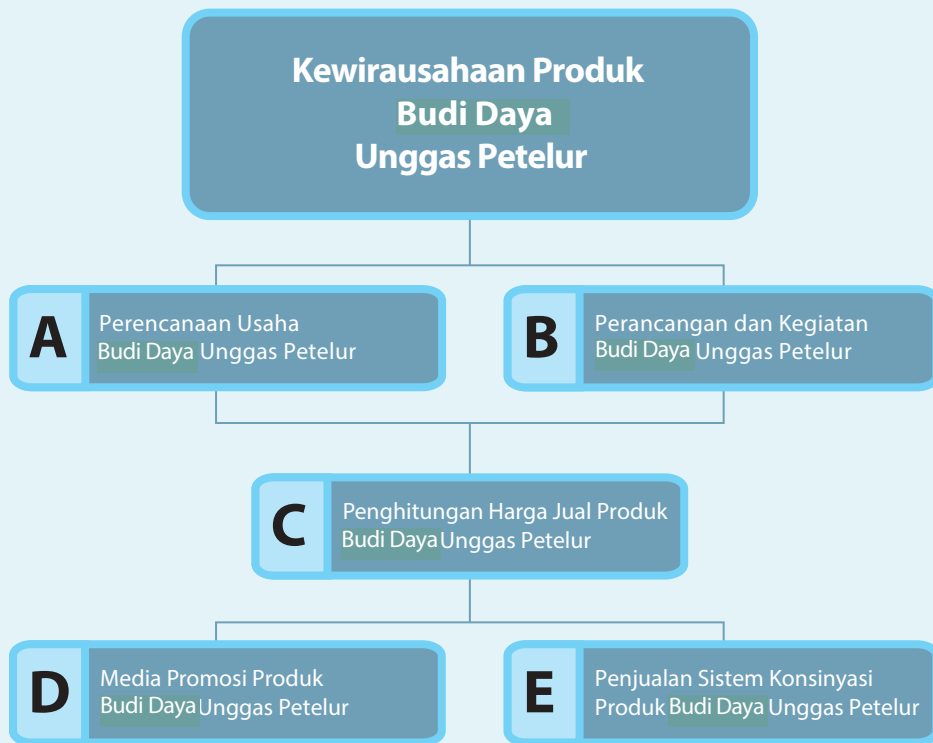 Kewirausahaan Produk
Budi Daya
Unggas Petelur
A
Perencanaan Usaha
Budi Daya Unggas Petelur
B
Perancangan dan Kegiatan
Budi Daya Unggas Petelur
C
Penghitungan Harga Jual Produk
Budi Daya Unggas Petelur
D
Media Promosi Produk
Budi Daya Unggas Petelur
E
Penjualan Sistem Konsinyasi
Produk Budi Daya Unggas Petelur